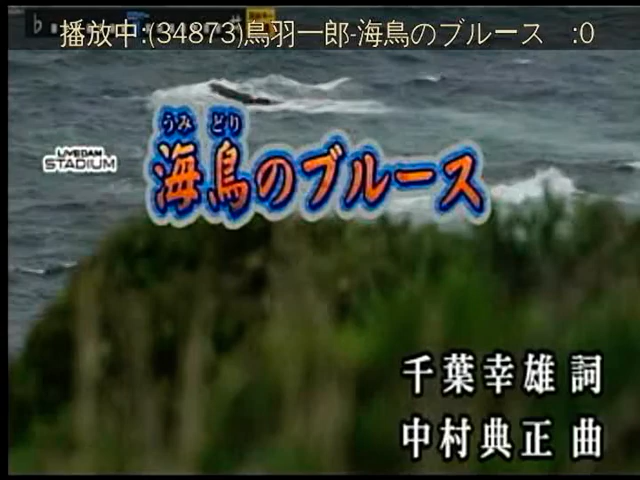 播放中:(34873)鳥羽一郎-海鳥のブルース :0
うみ どり
LIVE DAM
STADIUM
海鳥のブルース
千葉幸雄 詞
中村典正 曲